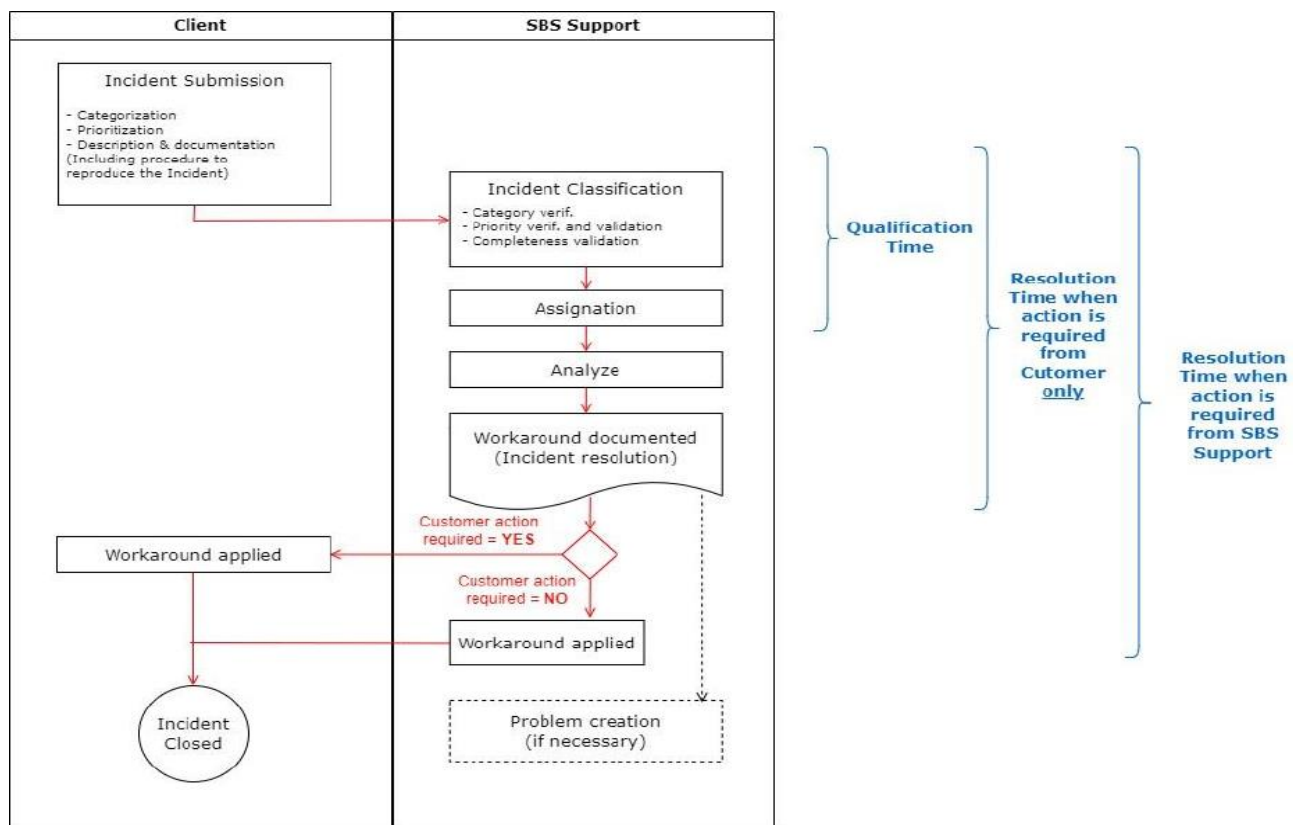 Client
SBS Support
Incident Submission
- Categorization
- Prioritization
- Description & documentation
(Including procedure to
reproduce the Incident)
Incident Classification
- Category verif.
- Priority verif. and validation
- Completeness validation
Assignation
Analyze
Workaround documented
(Incident resolution)
Customer action
required = YES
Workaround applied
Customer action
required = NO
Workaround applied
Incident
Closed
Problem creation
(if necessary)
Qualification
Time
Resolution
Time when
action is
required
from
Cutomer
only
Resolution
Time when
action is
required
from SBS
Support